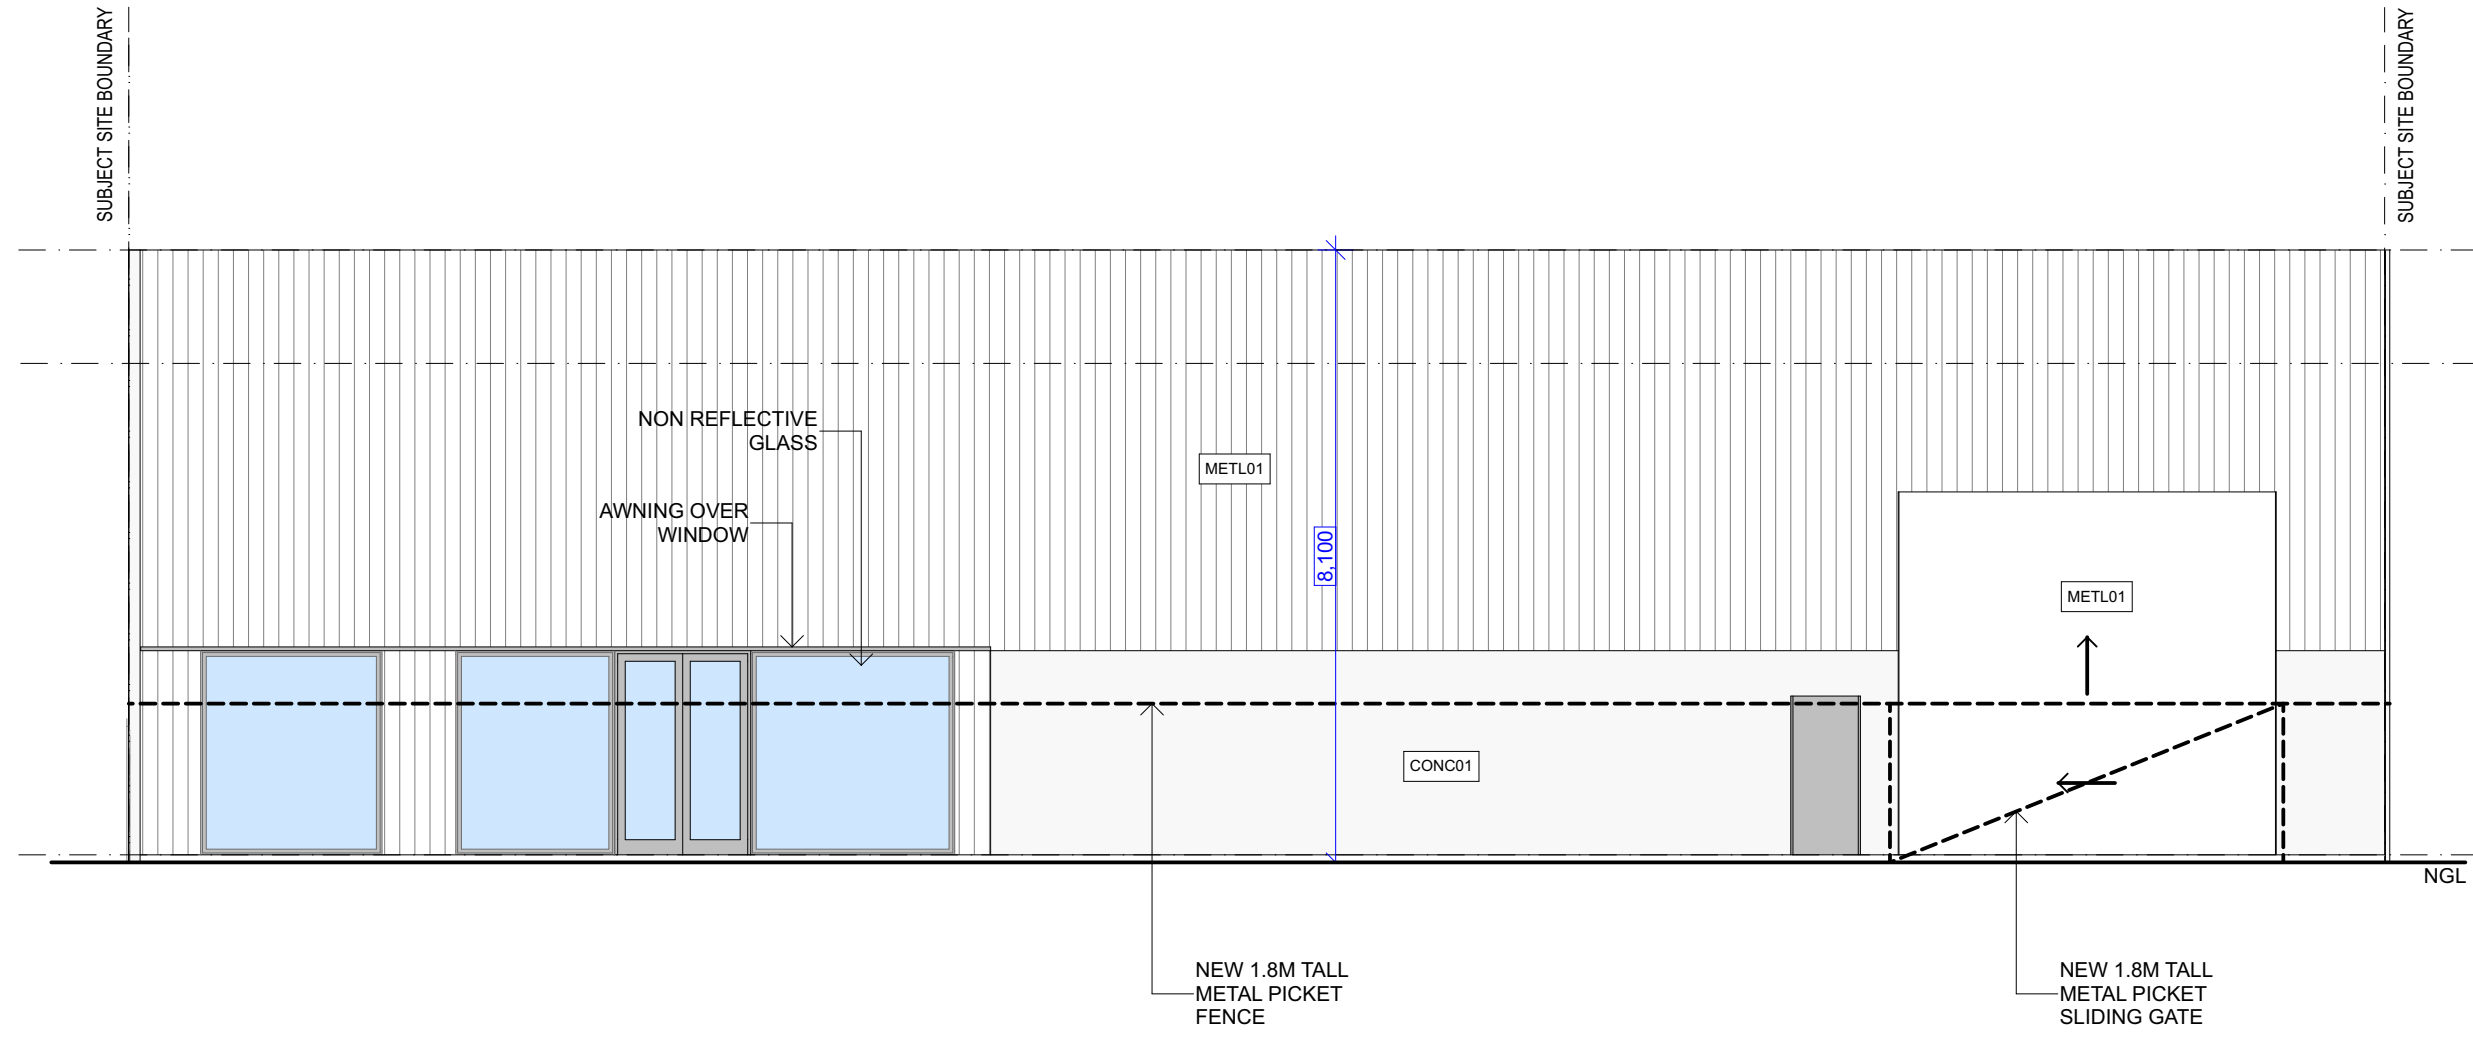 SUBJECT SITE BOUNDARY
SUBJECT SITE BOUNDARY
NON REFLECTIVE
GLASS
METL01
AWNING OVER
WINDOW
8,100
METL01
CONC01
NGL
NEW 1.8M TALL
METAL PICKET
FENCE
NEW 1.8M TALL
METAL PICKET
SLIDING GATE